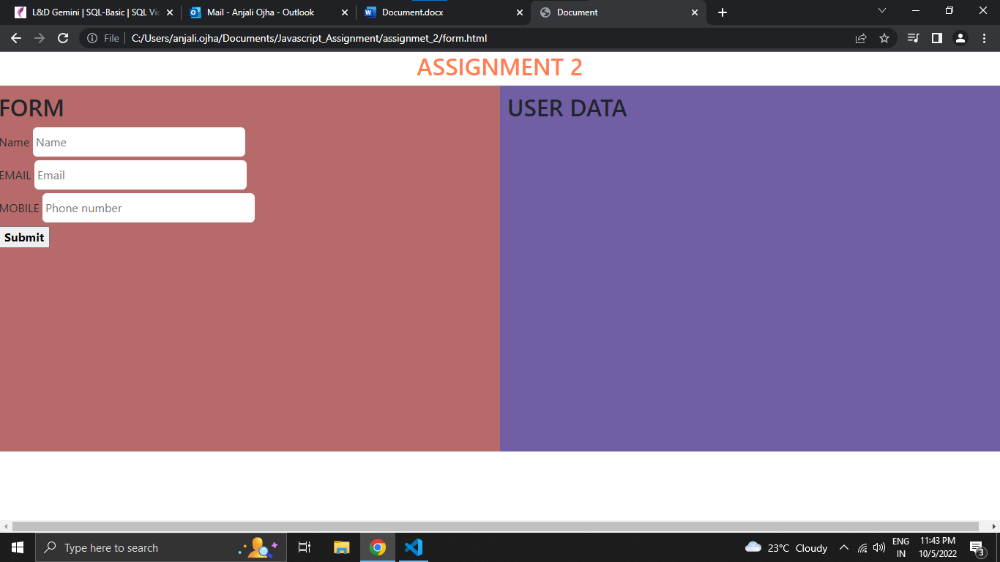 L&D Gemini | SQL-Basic | SQL Vi
Mail - Anjali Ojha - Outlook
Document.docx
Document
File
C:/Users/anjali.ojha/Documents/Javascript_Assignment/assignmet_2/form.html
ASSIGNMENT 2
FORM
USER DATA
Name Name
EMAIL Email
MOBILE Phone number
Submit
Type here to search
23°C Cloudy
ENG
IN
11:43 PM
10/5/2022
3